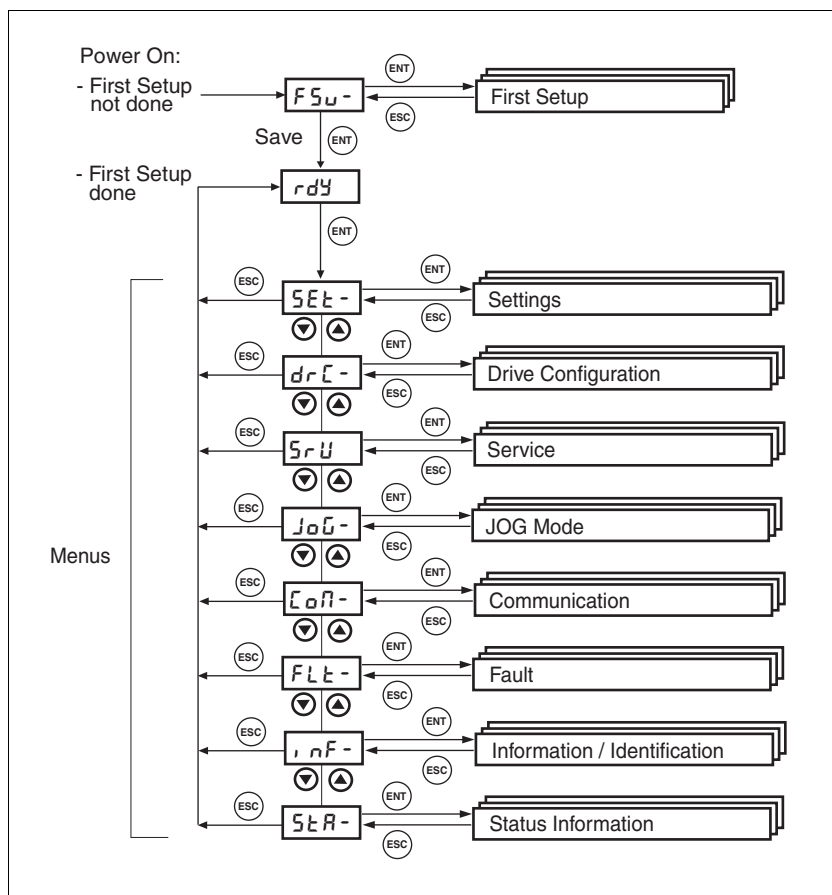 Power On:
- First Setup
not done
FSu-
ENT
ESC
First Setup
Save
ENT
- First Setup
done
rdY
ENT
Menus
ESC
SEt-
ENT
ESC
Settings
ESC
drC-
ENT
ESC
Drive Configuration
ESC
SrU
ENT
ESC
Service
ESC
JoG-
ENT
ESC
JOG Mode
ESC
CoM-
ENT
ESC
Communication
ESC
FLt-
ENT
ESC
Fault
ESC
inF-
ENT
ESC
Information / Identification
ESC
StA-
ENT
ESC
Status Information